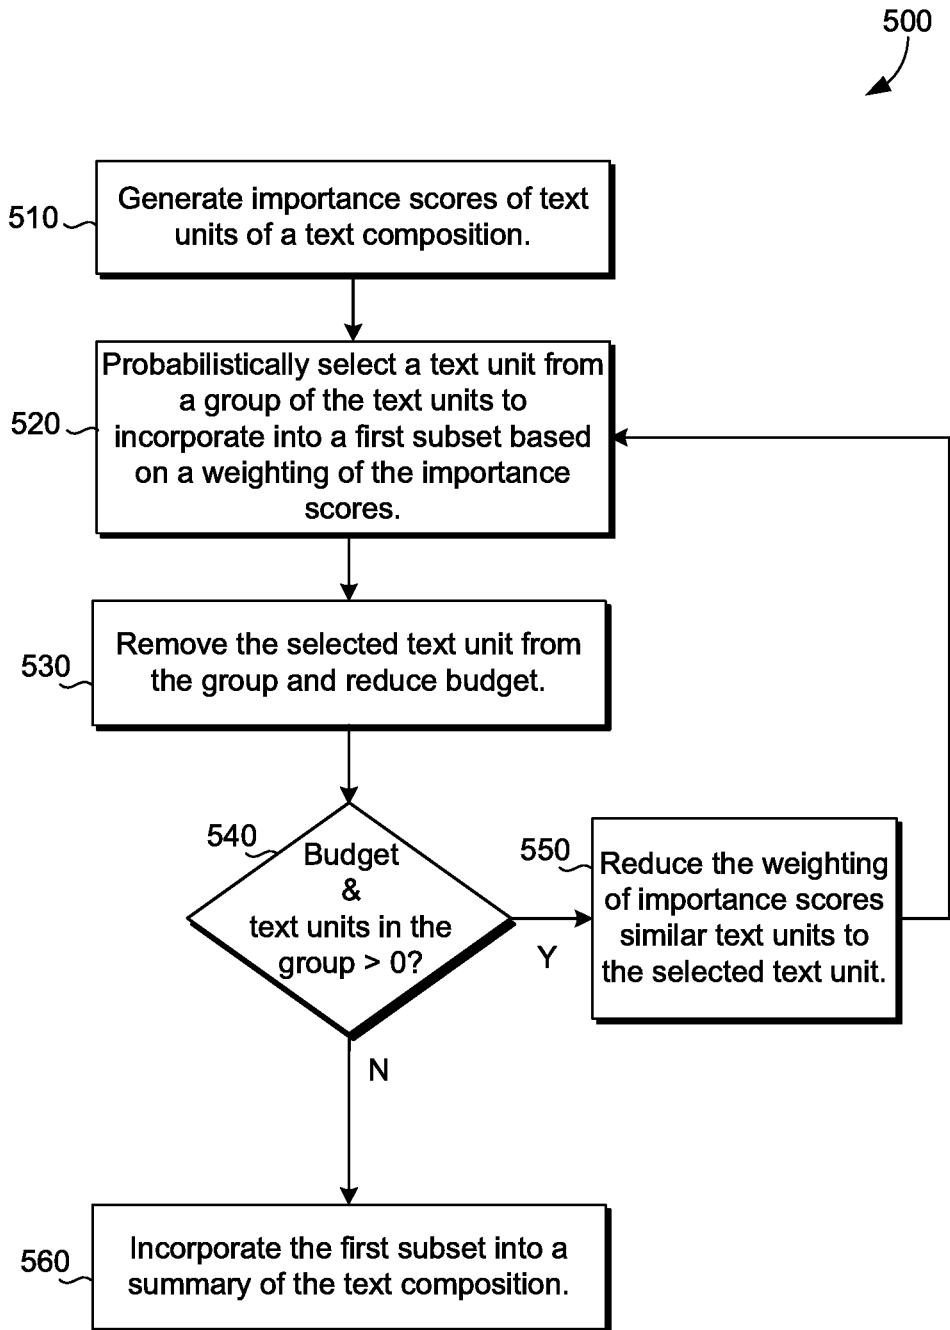 500
510
Generate importance scores of text
units of a text composition.
520
Probabilistically select a text unit from
a group of the text units to
incorporate into a first subset based
on a weighting of the importance
scores.
530
Remove the selected text unit from
the group and reduce budget.
540
Budget
&
text units in the
group > 0?
Y
N
550
Reduce the weighting
of importance scores
similar text units to
the selected text unit.
560
Incorporate the first subset into a
summary of the text composition.